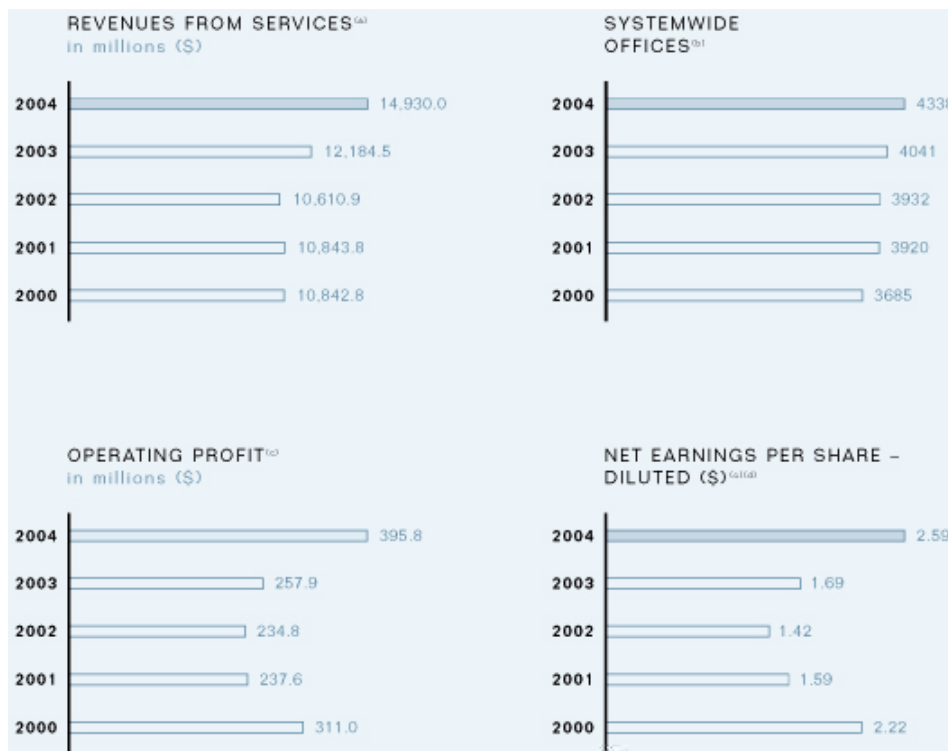 REVENUES FROM SERVICES(a)
in millions ($)
2004 14,930.0
2003 12,184.5
2002 10,610.9
2001 10,843.8
2000 10,842.8
SYSTEMWIDE
OFFICES(b)
2004 4338
2003 4041
2002 3932
2001 3920
2000 3685
OPERATING PROFIT(c)
in millions ($)
2004 395.8
2003 257.9
2002 234.8
2001 237.6
2000 311.0
NET EARNINGS PER SHARE –
DILUTED ($)(a)(d)
2004 2.59
2003 1.69
2002 1.42
2001 1.59
2000 2.22